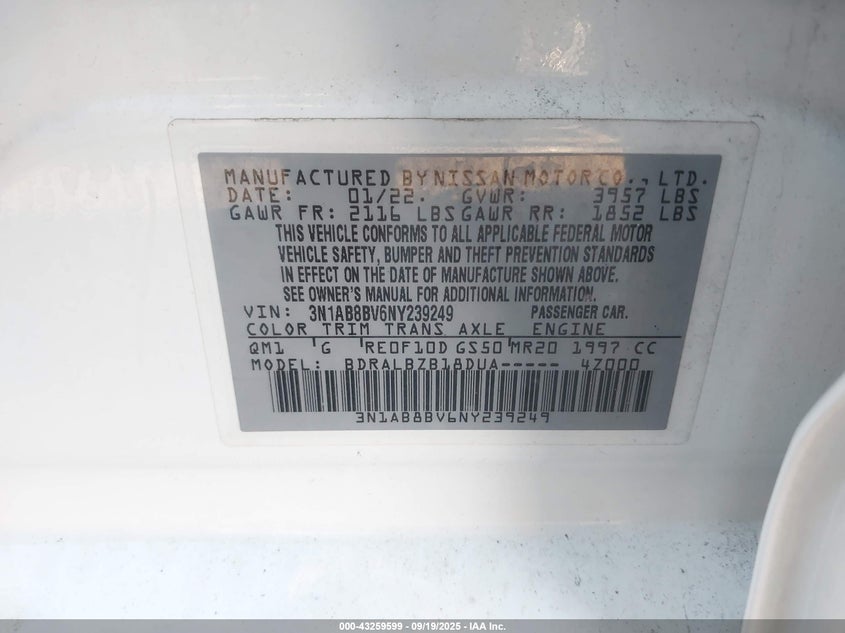 MANUFACTURED BY NISSAN MOTOR CO., LTD.
DATE: 01/22. GVWR: 3957 LBS
GAWR FR: 2116 LBS GAWR RR: 1852 LBS
THIS VEHICLE CONFORMS TO ALL APPLICABLE FEDERAL MOTOR
VEHICLE SAFETY, BUMPER AND THEFT PREVENTION STANDARDS
IN EFFECT ON THE DATE OF MANUFACTURE SHOWN ABOVE.
SEE OWNER'S MANUAL FOR ADDITIONAL INFORMATION.
VIN: 3N1AB8BV6NY239249 PASSENGER CAR.
COLOR TRIM TRANS AXLE ENGINE
QM1 G RE0F10D GS50 MR20 1997 CC
MODEL: BDRALBZB18DUA----- 4Z000
3N1AB8BV6NY239249
000-43259599 - 09/19/2025 - IAA Inc.